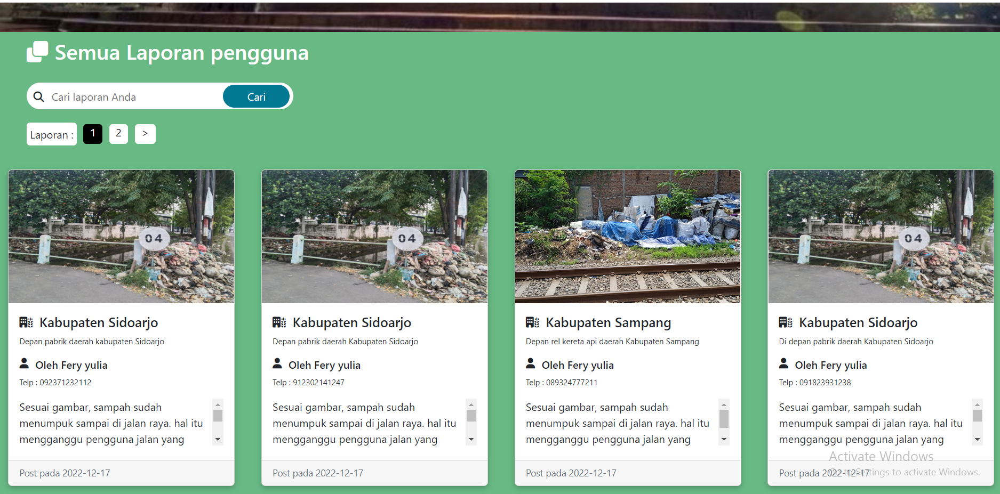 Semua Laporan pengguna
Cari laporan Anda
Cari
Laporan :
1
2
>
04
Kabupaten Sidoarjo
Depan pabrik daerah kabupaten Sidoarjo
Oleh Fery yulia
Telp : 092371232112
Sesuai gambar, sampah sudah
menumpuk sampai di jalan raya. hal itu
mengganggu pengguna jalan yang
Post pada 2022-12-17
04
Kabupaten Sidoarjo
Depan pabrik daerah Kabupaten Sidoarjo
Oleh Fery yulia
Telp : 912302141247
Sesuai gambar, sampah sudah
menumpuk sampai di jalan raya. hal itu
mengganggu pengguna jalan yang
Post pada 2022-12-17
Kabupaten Sampang
Depan rel kereta api daerah Kabupaten Sampang
Oleh Fery yulia
Telp : 089324777211
Sesuai gambar, sampah sudah
menumpuk sampai di jalan raya. hal itu
mengganggu pengguna jalan yang
Post pada 2022-12-17
04
Kabupaten Sidoarjo
Di depan pabrik daerah Kabupaten Sidoarjo
Oleh Fery yulia
Telp : 091823931238
Sesuai gambar, sampah sudah
menumpuk sampai di jalan raya. hal itu
mengganggu pengguna jalan yang
Post pada 2022-12-17
Activate Windows
Go to Settings to activate Windows.